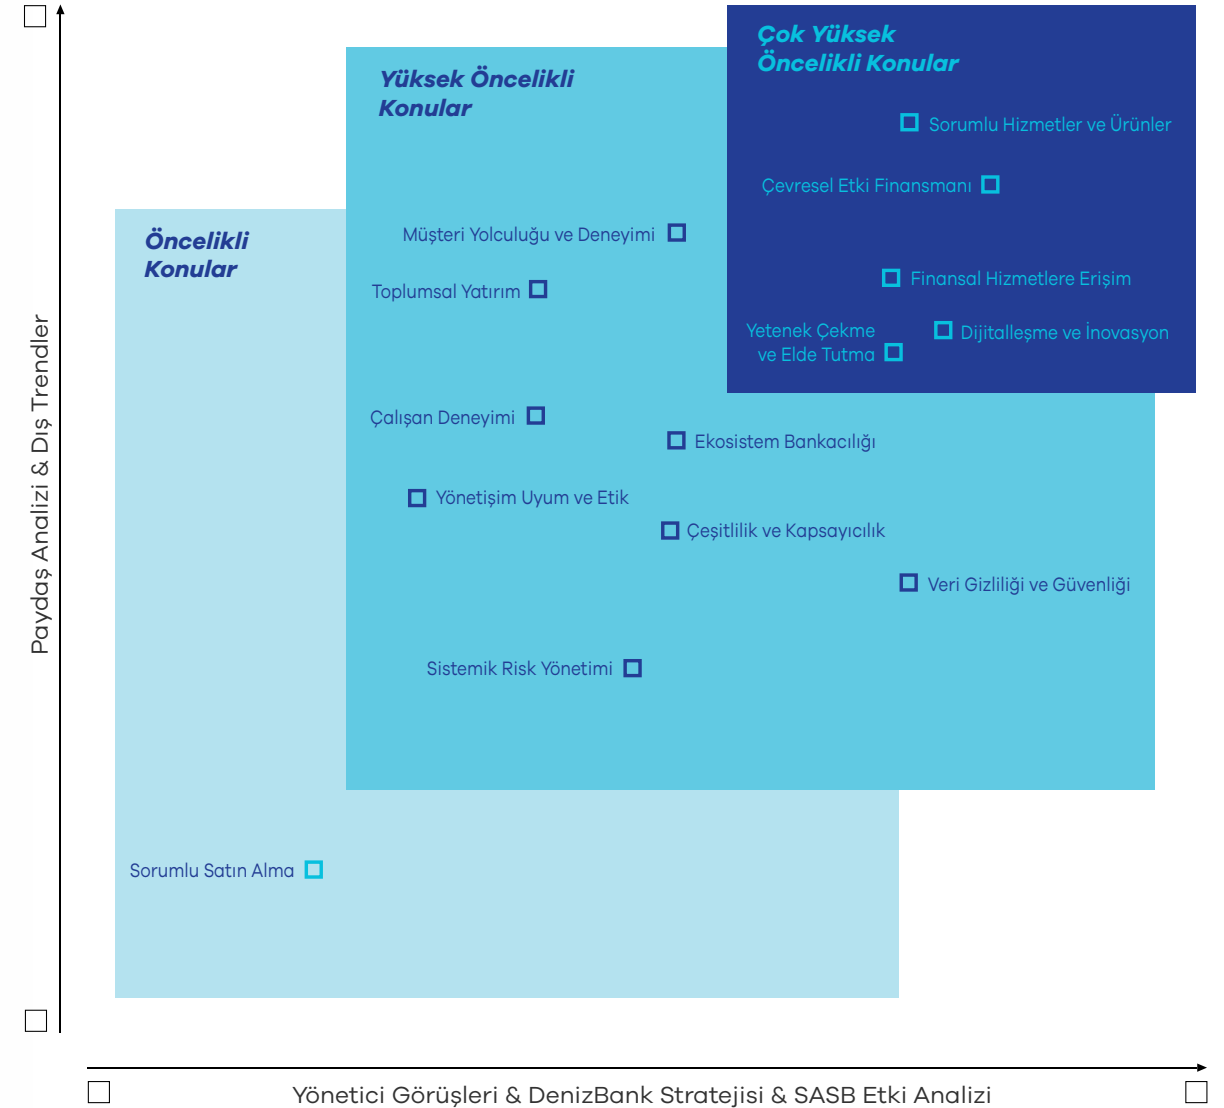 Çok Yüksek
Öncelikli Konular
Sorumlu Hizmetler ve Ürünler
Çevresel Etki Finansmanı
Finansal Hizmetlere Erişim
Yetenek Çekme
ve Elde Tutma
Dijitalleşme ve İnovasyon
Yüksek Öncelikli
Konular
Müşteri Yolculuğu ve Deneyimi
Toplumsal Yatırım
Çalışan Deneyimi
Ekosistem Bankacılığı
Yönetişim Uyum ve Etik
Çeşitlilik ve Kapsayıcılık
Veri Gizliliği ve Güvenliği
Sistemik Risk Yönetimi
Öncelikli
Konular
Sorumlu Satın Alma
Paydaş Analizi & Dış Trendler
Yönetici Görüşleri & DenizBank Stratejisi & SASB Etki Analizi